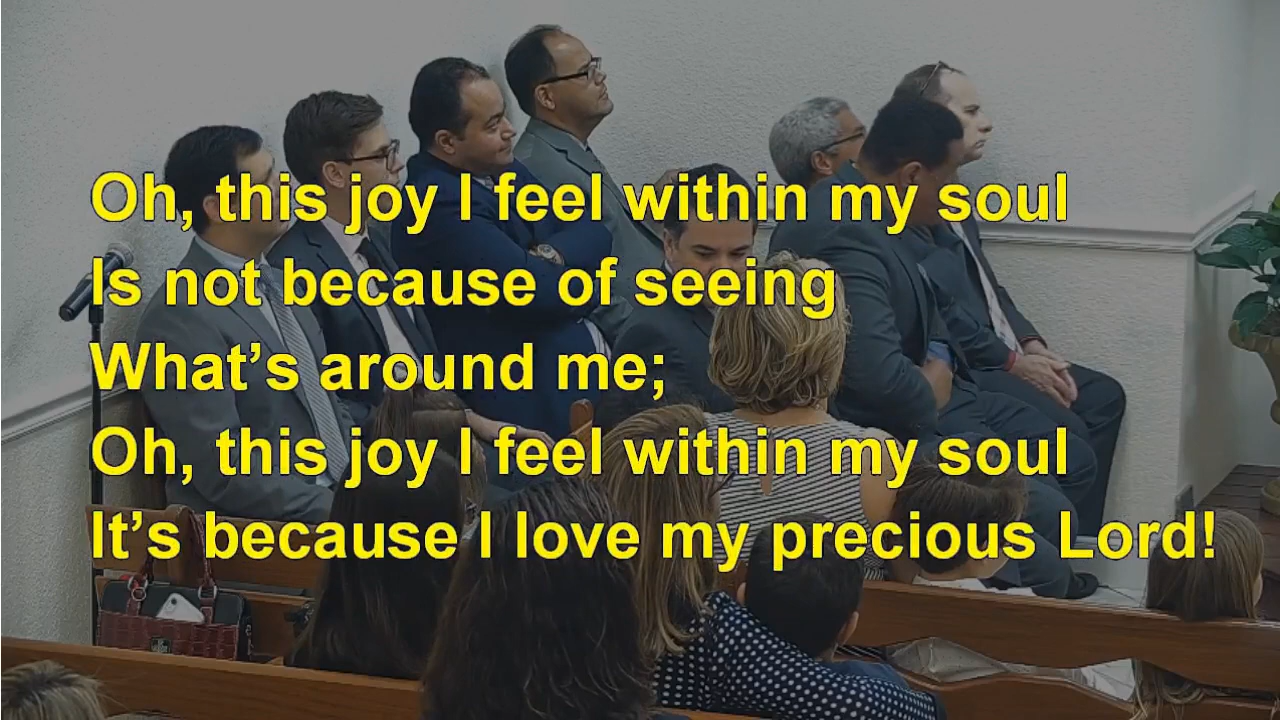 Oh, this joy I feel within my soul
Is not because of seeing
What’s around me;
Oh, this joy I feel within my soul
It’s because I love my precious Lord!